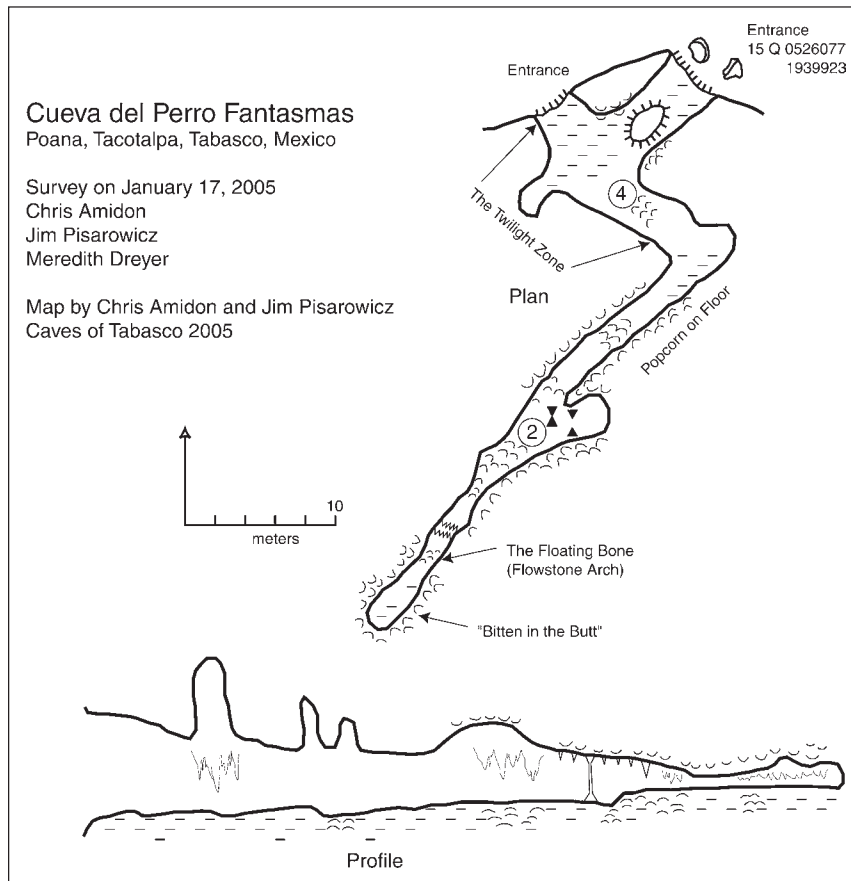 Cueva del Perro Fantasmas
Poana, Tacotalpa, Tabasco, Mexico
Survey on January 17, 2005
Chris Amidon
Jim Pisarowicz
Meredith Dreyer
Map by Chris Amidon and Jim Pisarowicz
Caves of Tabasco 2005
Entrance
Entrance
15 Q 0526077
1939923
The Twilight Zone
4
Plan
Popcorn on Floor
2
10
meters
The Floating Bone
(Flowstone Arch)
"Bitten in the Butt"
Profile